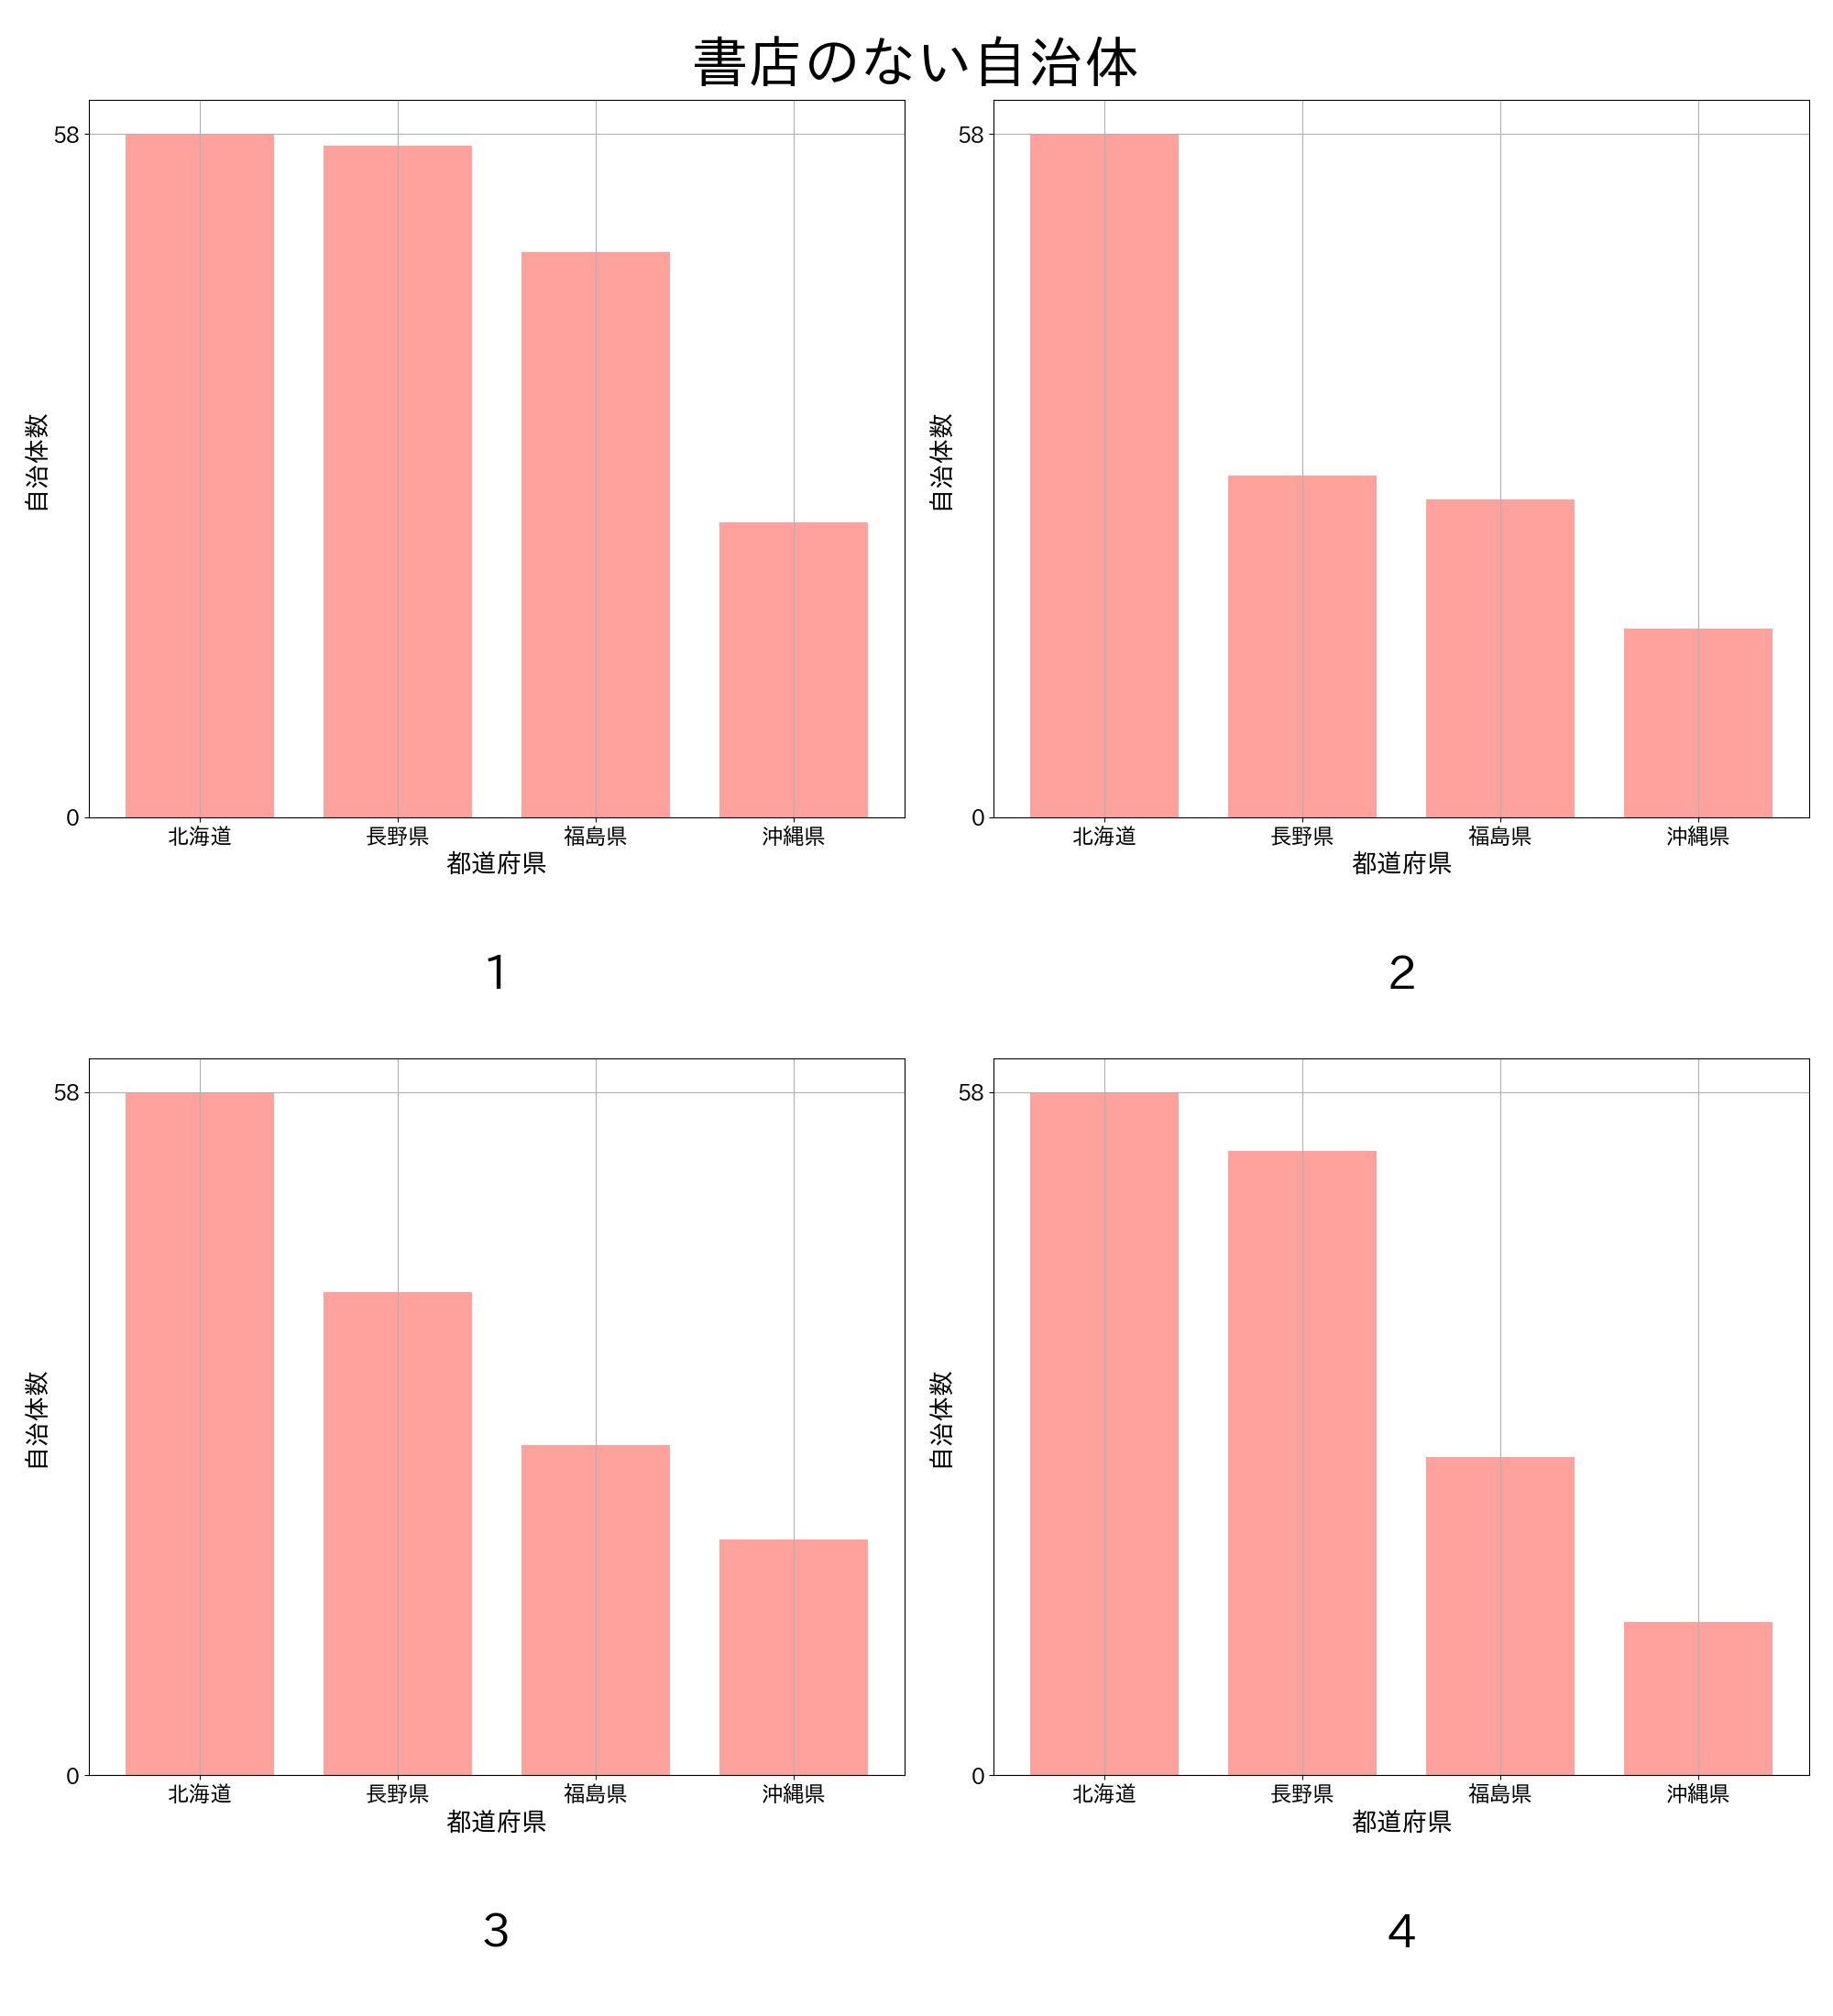 書店のない自治体
58
0
自治体数
北海道 長野県 福島県 沖縄県
都道府県
1
58
0
自治体数
北海道 長野県 福島県 沖縄県
都道府県
2
58
0
自治体数
北海道 長野県 福島県 沖縄県
都道府県
3
58
0
自治体数
北海道 長野県 福島県 沖縄県
都道府県
4